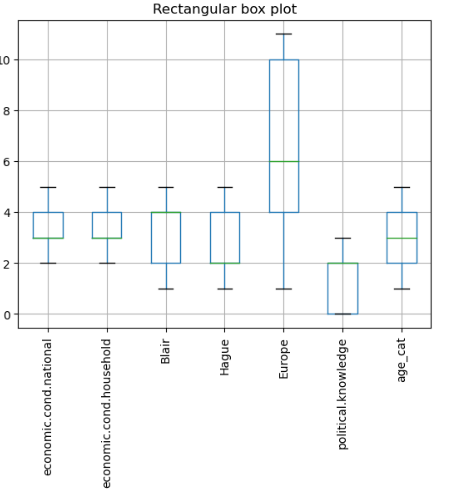 Rectangular box plot
10
8
6
4
2
0
economic.cond.national
economic.cond.household
Blair
Hague
Europe
political.knowledge
age_cat